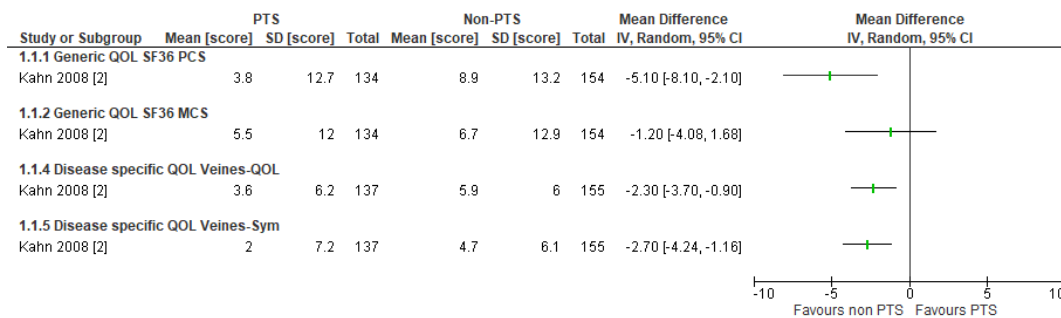 PTS Non-PTS Mean Difference Mean Difference
Study or Subgroup Mean [score] SD [score] Total Mean [score] SD [score] Total IV, Random, 95% CI IV, Random, 95% CI
1.1.1 Generic QOL SF36 PCS
Kahn 2008 [2] 3.8 12.7 134 8.9 13.2 154 -5.10 [-8.10, -2.10]
1.1.2 Generic QOL SF36 MCS
Kahn 2008 [2] 5.5 12 134 6.7 12.9 154 -1.20 [-4.08, 1.68]
1.1.4 Disease specific QOL Veines-QOL
Kahn 2008 [2] 3.6 6.2 137 5.9 6 155 -2.30 [-3.70, -0.90]
1.1.5 Disease specific QOL Veines-Sym
Kahn 2008 [2] 2 7.2 137 4.7 6.1 155 -2.70 [-4.24, -1.16]
-10 -5 0 5 10
Favours non PTS Favours PTS